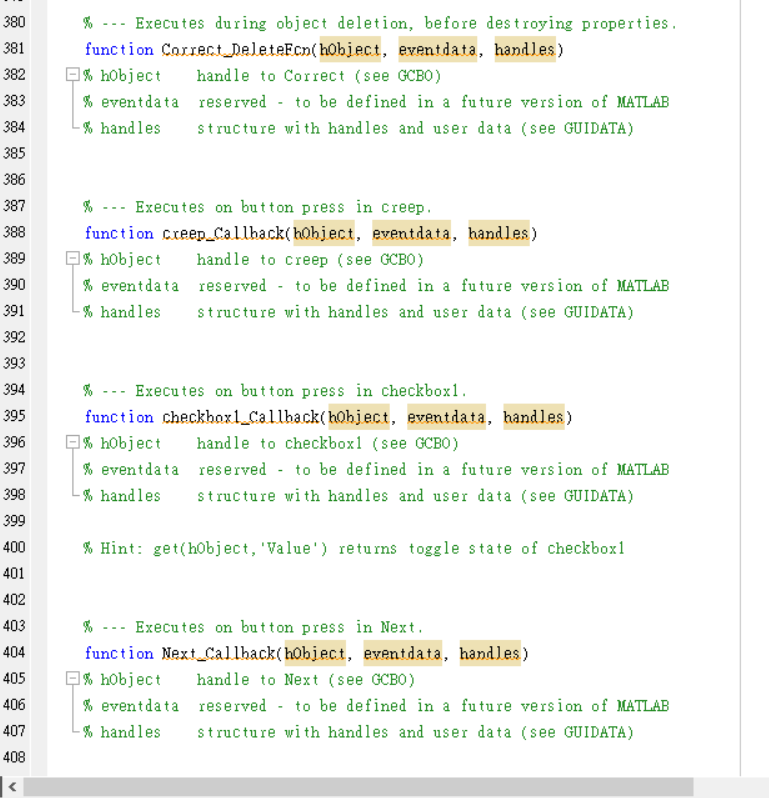 380 % --- Executes during object deletion, before destroying properties.
381 function Correct_DeleteFcn(hObject, eventdata, handles)
382 % hObject    handle to Correct (see GCBO)
383 % eventdata  reserved - to be defined in a future version of MATLAB
384 % handles    structure with handles and user data (see GUIDATA)
385
386
387 % --- Executes on button press in creep.
388 function creep_Callback(hObject, eventdata, handles)
389 % hObject    handle to creep (see GCBO)
390 % eventdata  reserved - to be defined in a future version of MATLAB
391 % handles    structure with handles and user data (see GUIDATA)
392
393
394 % --- Executes on button press in checkbox1.
395 function checkbox1_Callback(hObject, eventdata, handles)
396 % hObject    handle to checkbox1 (see GCBO)
397 % eventdata  reserved - to be defined in a future version of MATLAB
398 % handles    structure with handles and user data (see GUIDATA)
399
400 % Hint: get(hObject,'Value') returns toggle state of checkbox1
401
402
403 % --- Executes on button press in Next.
404 function Next_Callback(hObject, eventdata, handles)
405 % hObject    handle to Next (see GCBO)
406 % eventdata  reserved - to be defined in a future version of MATLAB
407 % handles    structure with handles and user data (see GUIDATA)
408